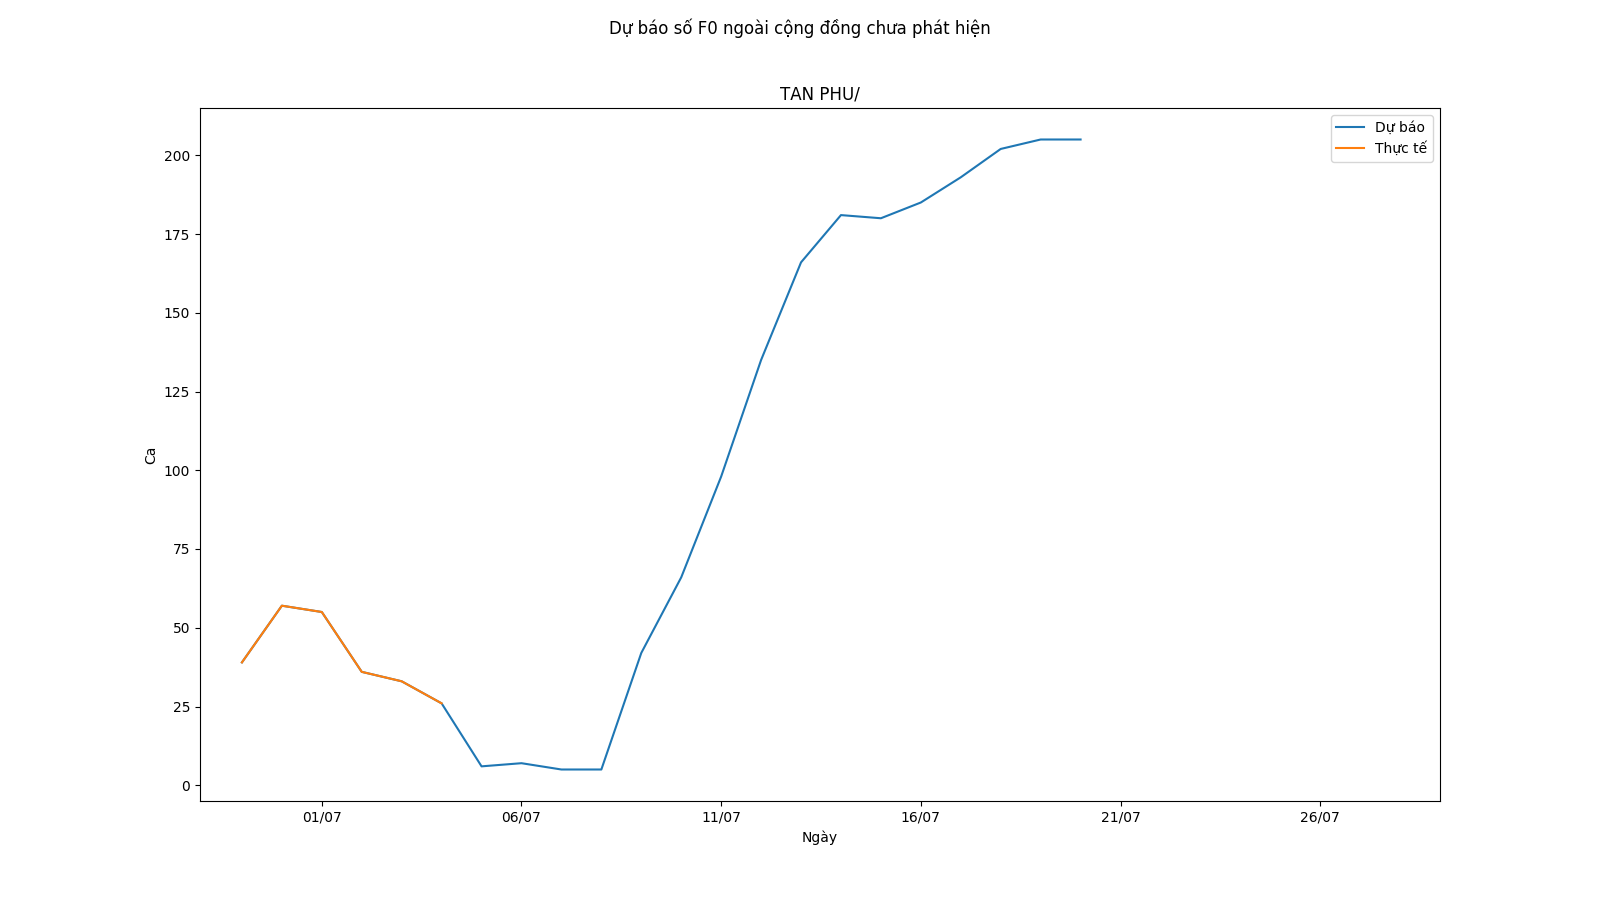 Dự báo số F0 ngoài cộng đồng chưa phát hiện
TAN PHU/
Dự báo
Thực tế
200
175
150
125
100
75
50
25
0
Ca
01/07
06/07
11/07
16/07
21/07
26/07
Ngày